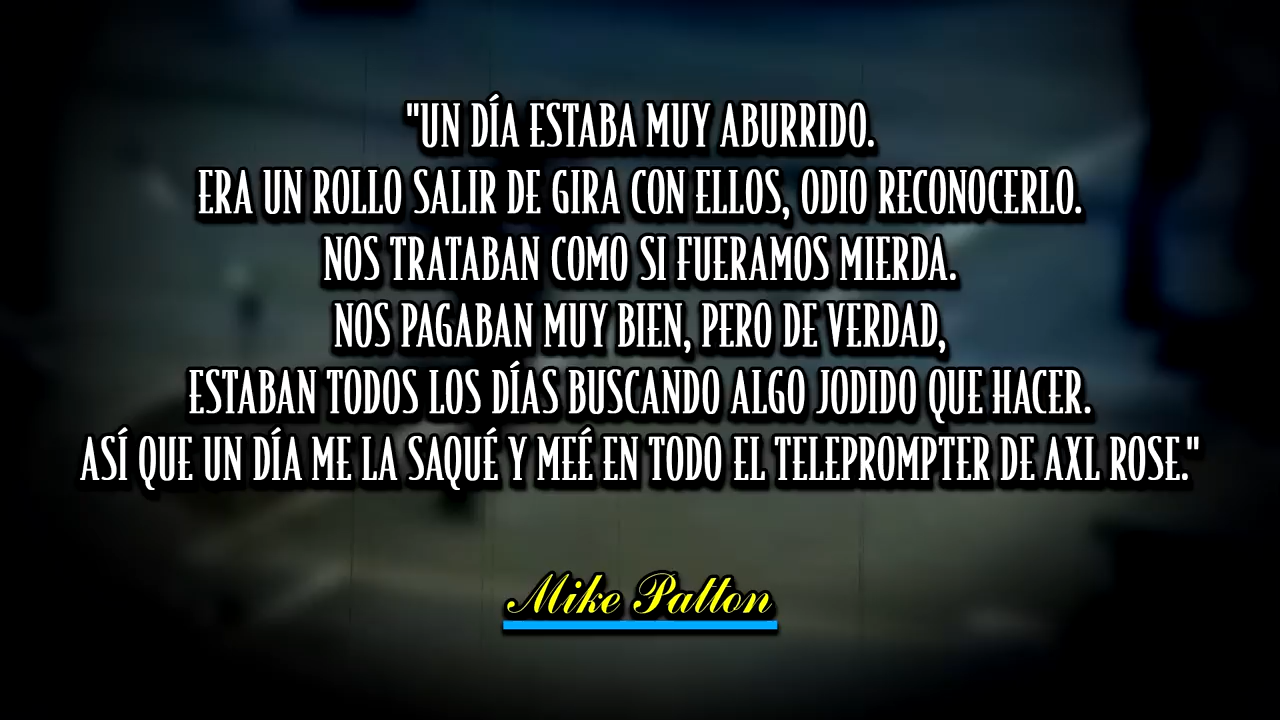 "UN DÍA ESTABA MUY ABURRIDO.
ERA UN ROLLO SALIR DE GIRA CON ELLOS, ODIO RECONOCERLO.
NOS TRATABAN COMO SI FUERAMOS MIERDA.
NOS PAGABAN MUY BIEN, PERO DE VERDAD,
ESTABAN TODOS LOS DÍAS BUSCANDO ALGO JODIDO QUE HACER.
ASÍ QUE UN DÍA ME LA SAQUÉ Y MEÉ EN TODO EL TELEPROMPTER DE AXL ROSE."
Mike Patton